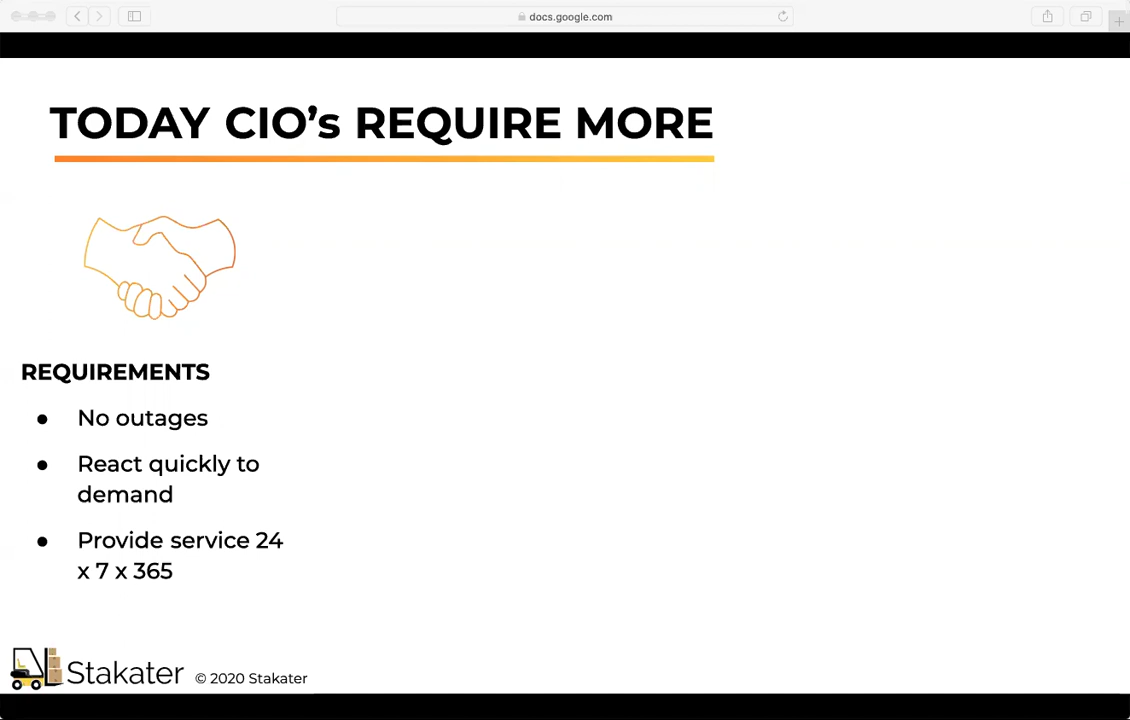 docs.google.com
TODAY CIO’s REQUIRE MORE
REQUIREMENTS
● No outages
● React quickly to
demand
● Provide service 24
x 7 x 365
Stakater © 2020 Stakater